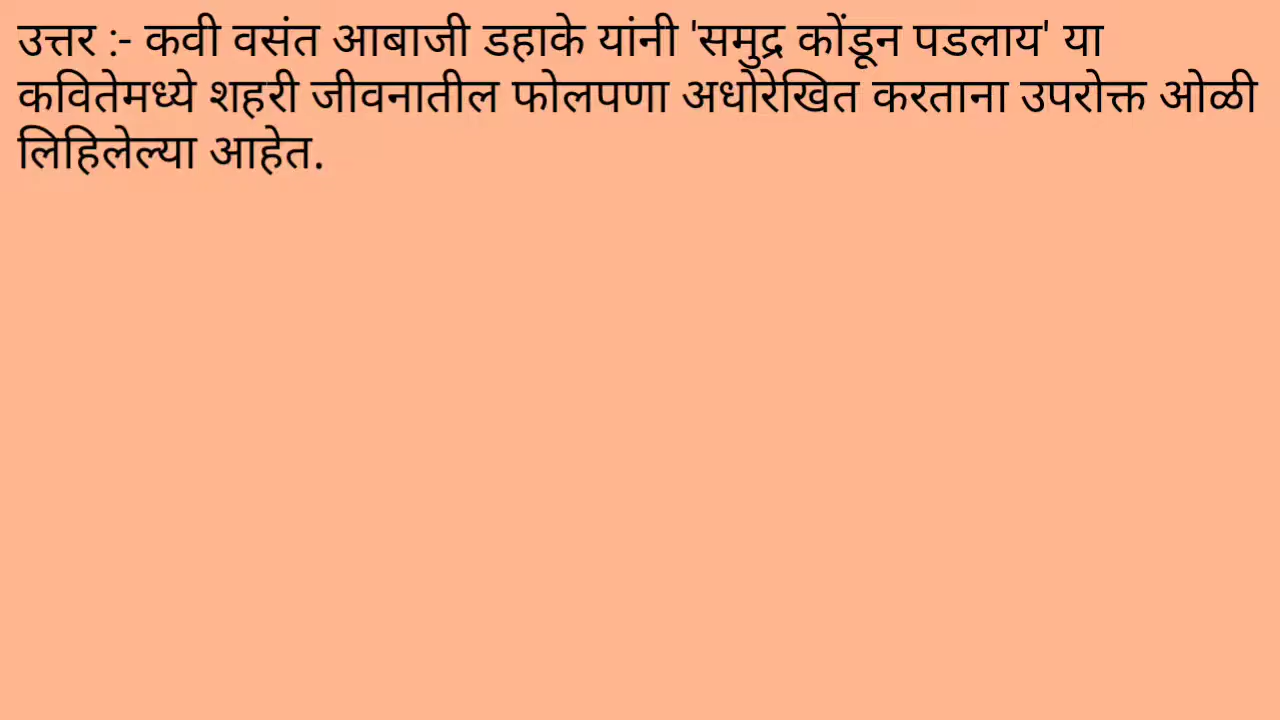 उत्तर :- कवी वसंत आबाजी डहाके यांनी 'समुद्र कोंडून पडलाय' या
कवितेमध्ये शहरी जीवनातील फोलपणा अधोरेखित करताना उपरोक्त ओळी
लिहिलेल्या आहेत.